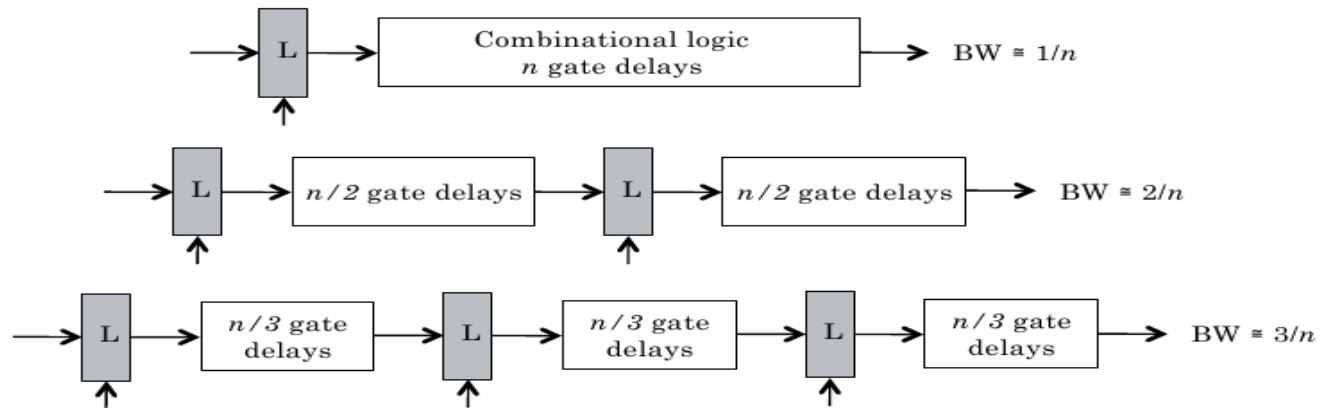 L
Combinational logic
n gate delays
BW ≅ 1/n
L
n/2 gate delays
L
n/2 gate delays
BW ≅ 2/n
L
n/3 gate
delays
L
n/3 gate
delays
L
n/3 gate
delays
BW ≅ 3/n